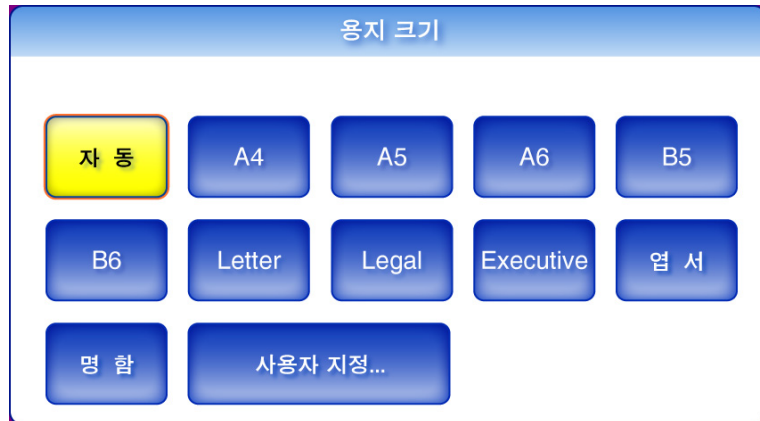 용지 크기
자 동 A4 A5 A6 B5
B6 Letter Legal Executive 엽 서
명 함 사용자 지정...